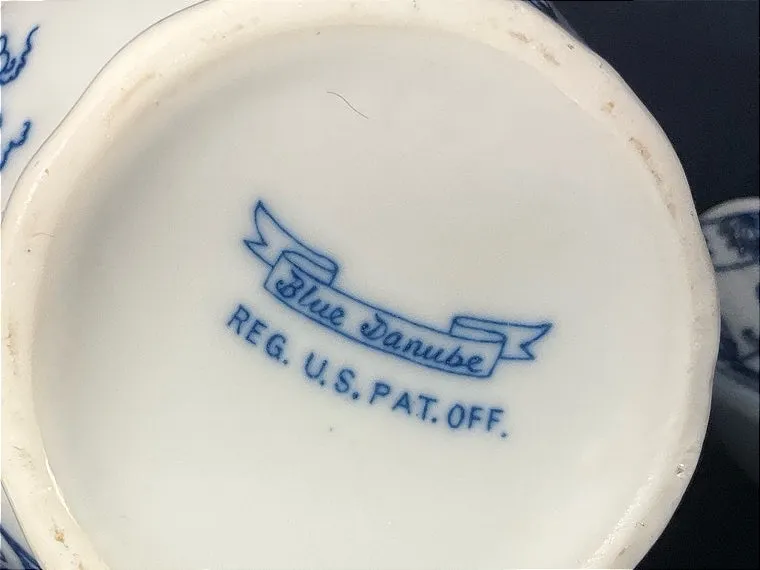 Blue Danube
REG. U.S. PAT. OFF.